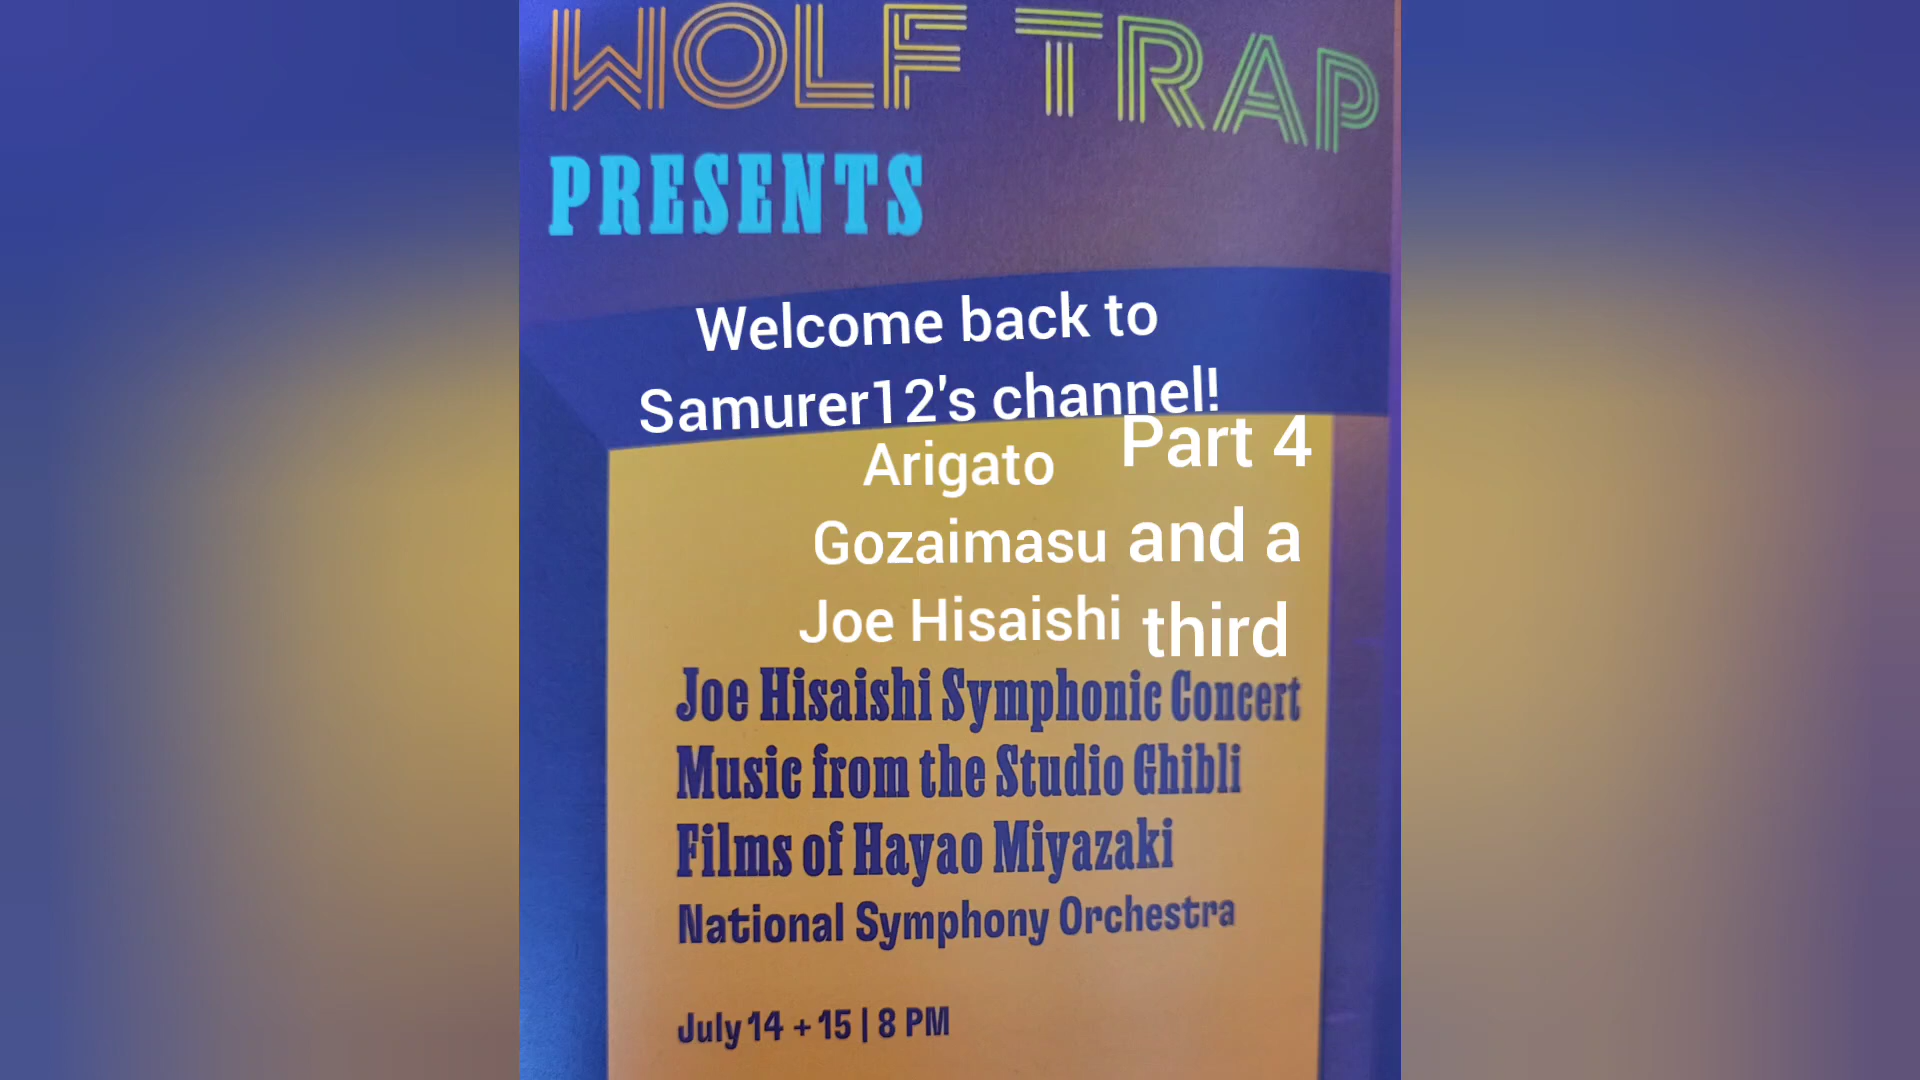 WOLF TRAP
PRESENTS
Welcome back to
Samurer12's channel!
Arigato
Gozaimasu
Joe Hisaishi
Part 4
and a
third
Joe Hisaishi Symphonic Concert
Music from the Studio Ghibli
Films of Hayao Miyazaki
National Symphony Orchestra
July 14 + 15 | 8 PM